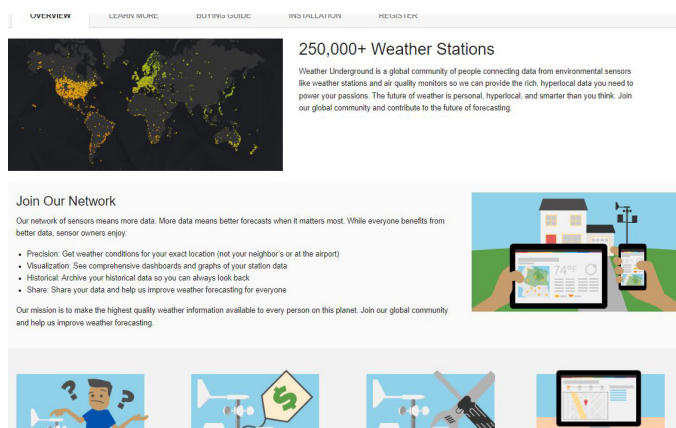 OVERVIEW LEARN MORE BUYING GUIDE INSTALLATION REGISTER
250,000+ Weather Stations
Weather Underground is a global community of people connecting data from environmental sensors
like weather stations and air quality monitors so we can provide the rich, hyperlocal data you need to
power your passions. The future of weather is personal, hyperlocal, and smarter than you think. Join
our global community and contribute to the future of forecasting.
Join Our Network
Our network of sensors means more data. More data means better forecasts when it matters most. While everyone benefits from
better data, sensor owners enjoy:
• Precision: Get weather conditions for your exact location (not your neighbor's or at the airport)
• Visualization: See comprehensive dashboards and graphs of your station data
• Historical: Archive your historical data so you can always look back
• Share: Share your data and help us improve weather forecasting for everyone
Our mission is to make the highest quality weather information available to every person on this planet. Join our global community
and help us improve weather forecasting.
74°F
? ?
$